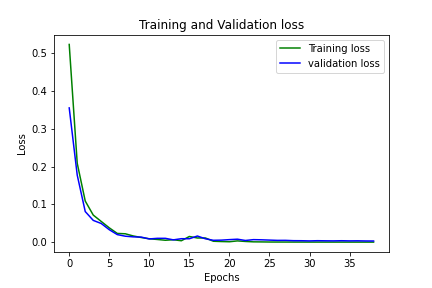 Training and Validation loss
Training loss
validation loss
Loss
0.5
0.4
0.3
0.2
0.1
0.0
0 5 10 15 20 25 30 35
Epochs